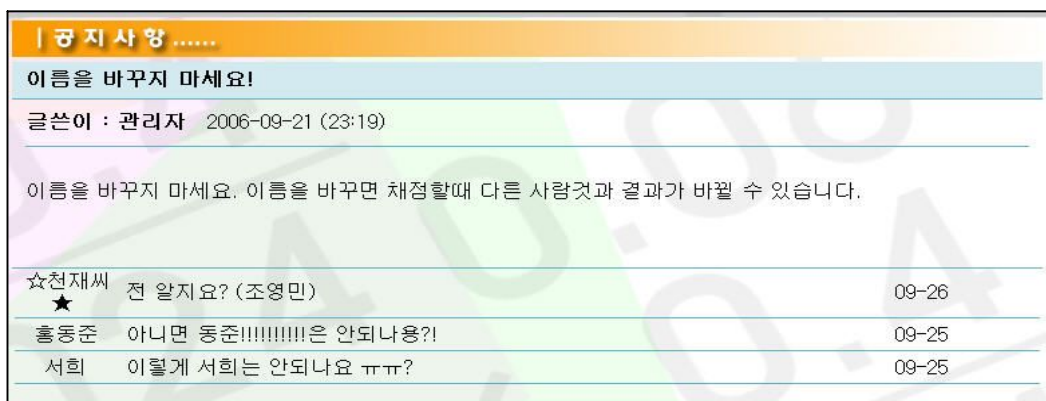 | 공지사항 ......
이름을 바꾸지 마세요!
글쓴이 : 관리자 2006-09-21 (23:19)
이름을 바꾸지 마세요. 이름을 바꾸면 채점할때 다른 사람것과 결과가 바뀔 수 있습니다.
☆천재씨★ 전 알지요? (조영민) 09-26
홍동준 아니면 동준!!!!!!!!!!은 안되나용?! 09-25
서희 이렇게 서희는 안되나요 ㅠㅠ? 09-25